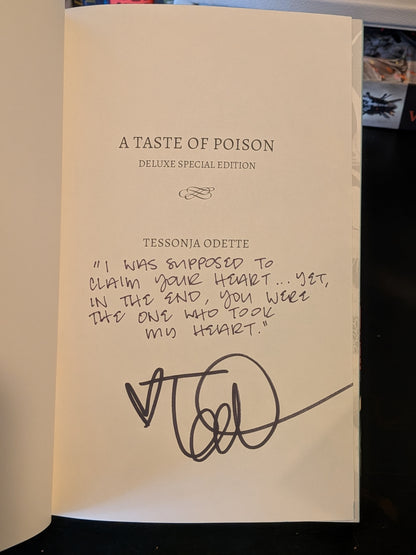 A TASTE OF POISON
DELUXE SPECIAL EDITION
TESSONJA ODETTE
"I WAS SUPPOSED TO
CLAIM YOUR HEART... YET,
IN THE END, YOU WERE
THE ONE WHO TOOK
MY HEART."